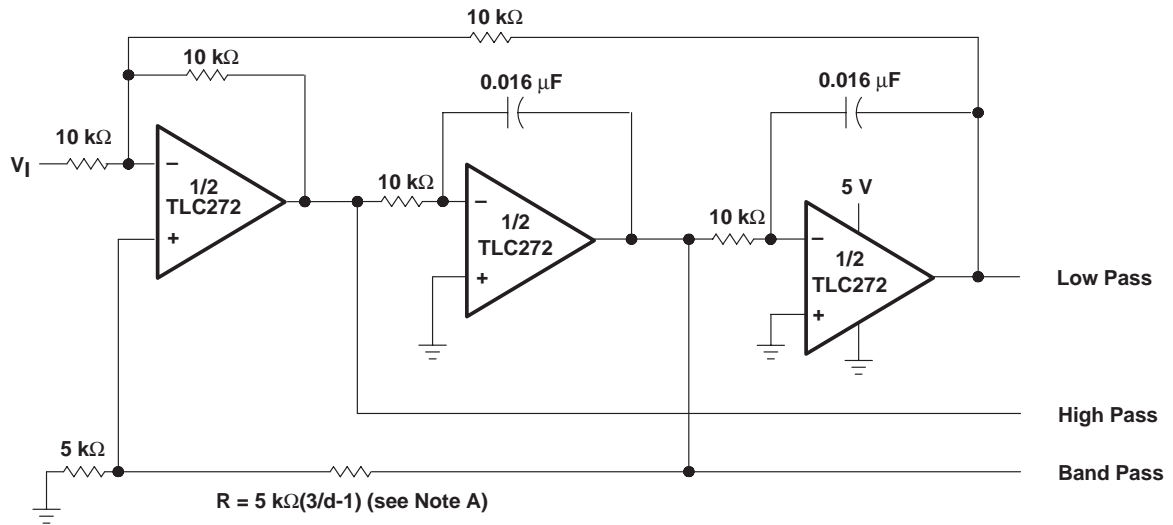 10 kΩ
10 kΩ
0.016 μF
0.016 μF
10 kΩ
VI
−
1/2
TLC272
+
10 kΩ
−
1/2
TLC272
+
5 V
10 kΩ
−
1/2
TLC272
+
Low Pass
High Pass
5 kΩ
Band Pass
R = 5 kΩ(3/d-1) (see Note A)